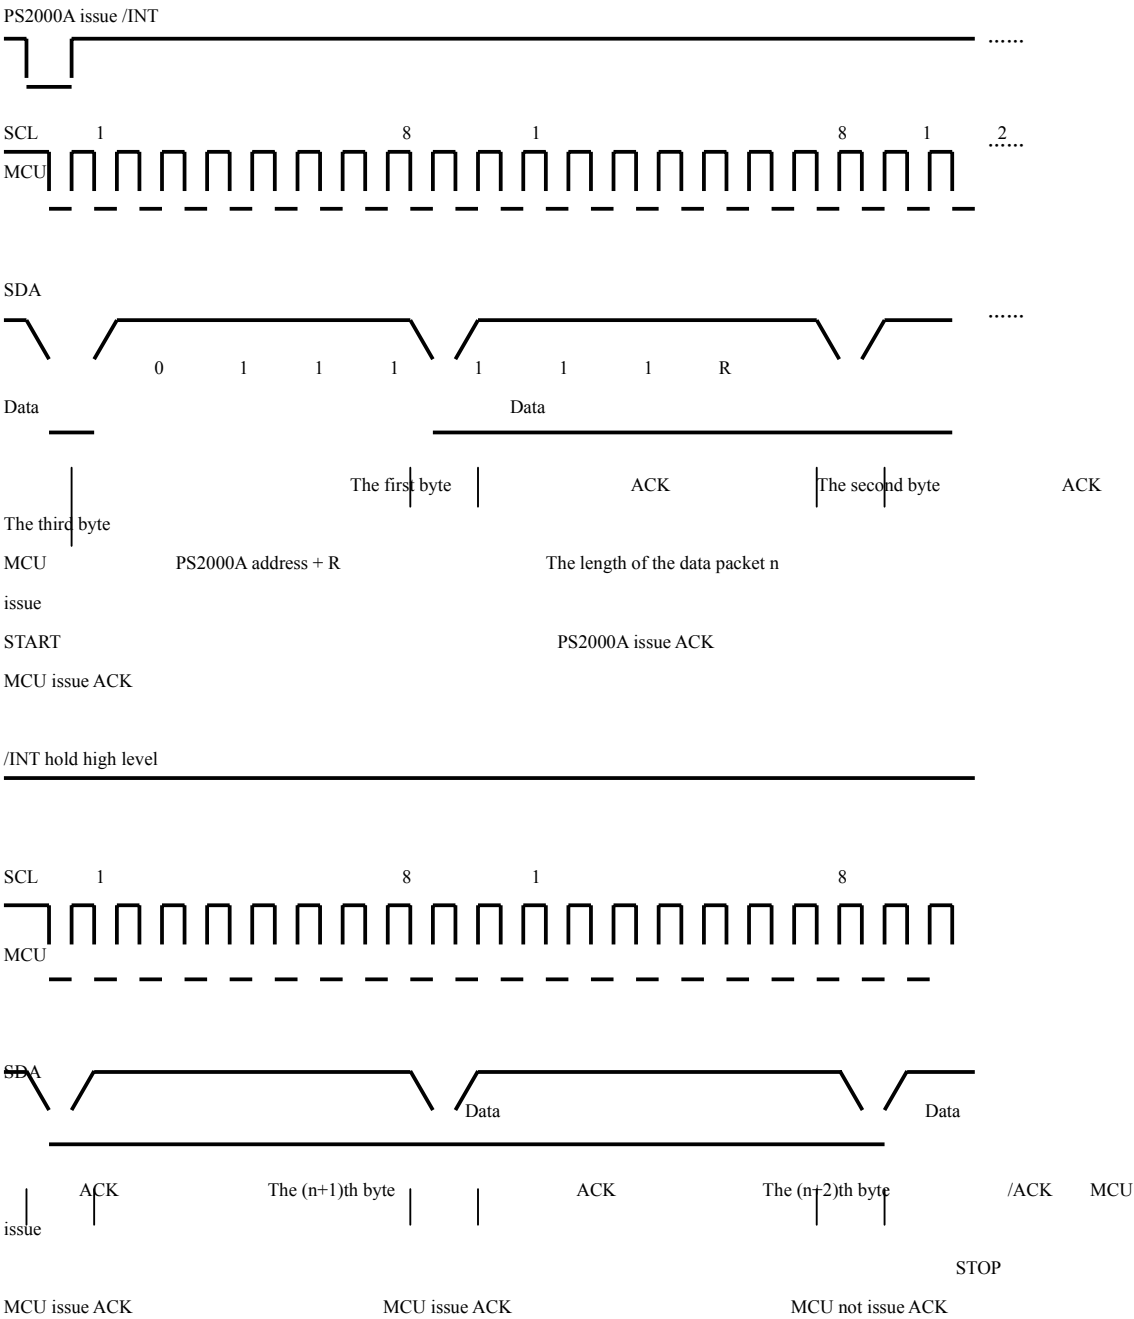 PS2000A issue /INT
......
SCL 1 8 1 8 1 2
......
MCU
SDA
......
0 1 1 1 1 1 1 R
Data Data
The first byte ACK The second byte ACK
The third byte
MCU PS2000A address + R The length of the data packet n
issue
START PS2000A issue ACK
MCU issue ACK
/INT hold high level
SCL 1 8 1 8
MCU
SDA
Data Data
ACK The (n+1)th byte ACK The (n+2)th byte /ACK MCU
issue
STOP
MCU issue ACK MCU issue ACK MCU not issue ACK